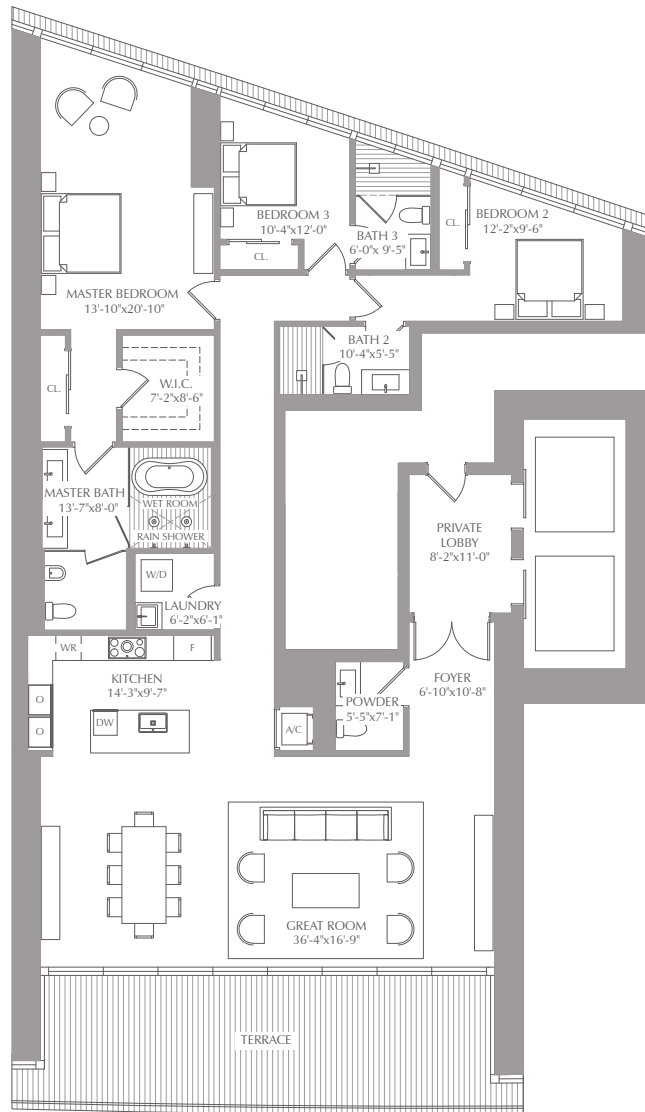 BEDROOM 3
10'-4"x12'-0"
CL.
BATH 3
6'-0"x 9'-5"
CL.
BEDROOM 2
12'-2"x9'-6"
MASTER BEDROOM
13'-10"x20'-10"
BATH 2
10'-4"x5'-5"
CL.
W.I.C.
7'-2"x8'-6"
MASTER BATH
13'-7"x8'-0"
WET ROOM
RAIN SHOWER
PRIVATE
LOBBY
8'-2"x11'-0"
W/D
LAUNDRY
6'-2"x6'-1"
WR
F
KITCHEN
14'-3"x9'-7"
FOYER
6'-10"x10'-8"
POWDER
5'-5"x7'-1"
O
O
DW
A/C
GREAT ROOM
36'-4"x16'-9"
TERRACE